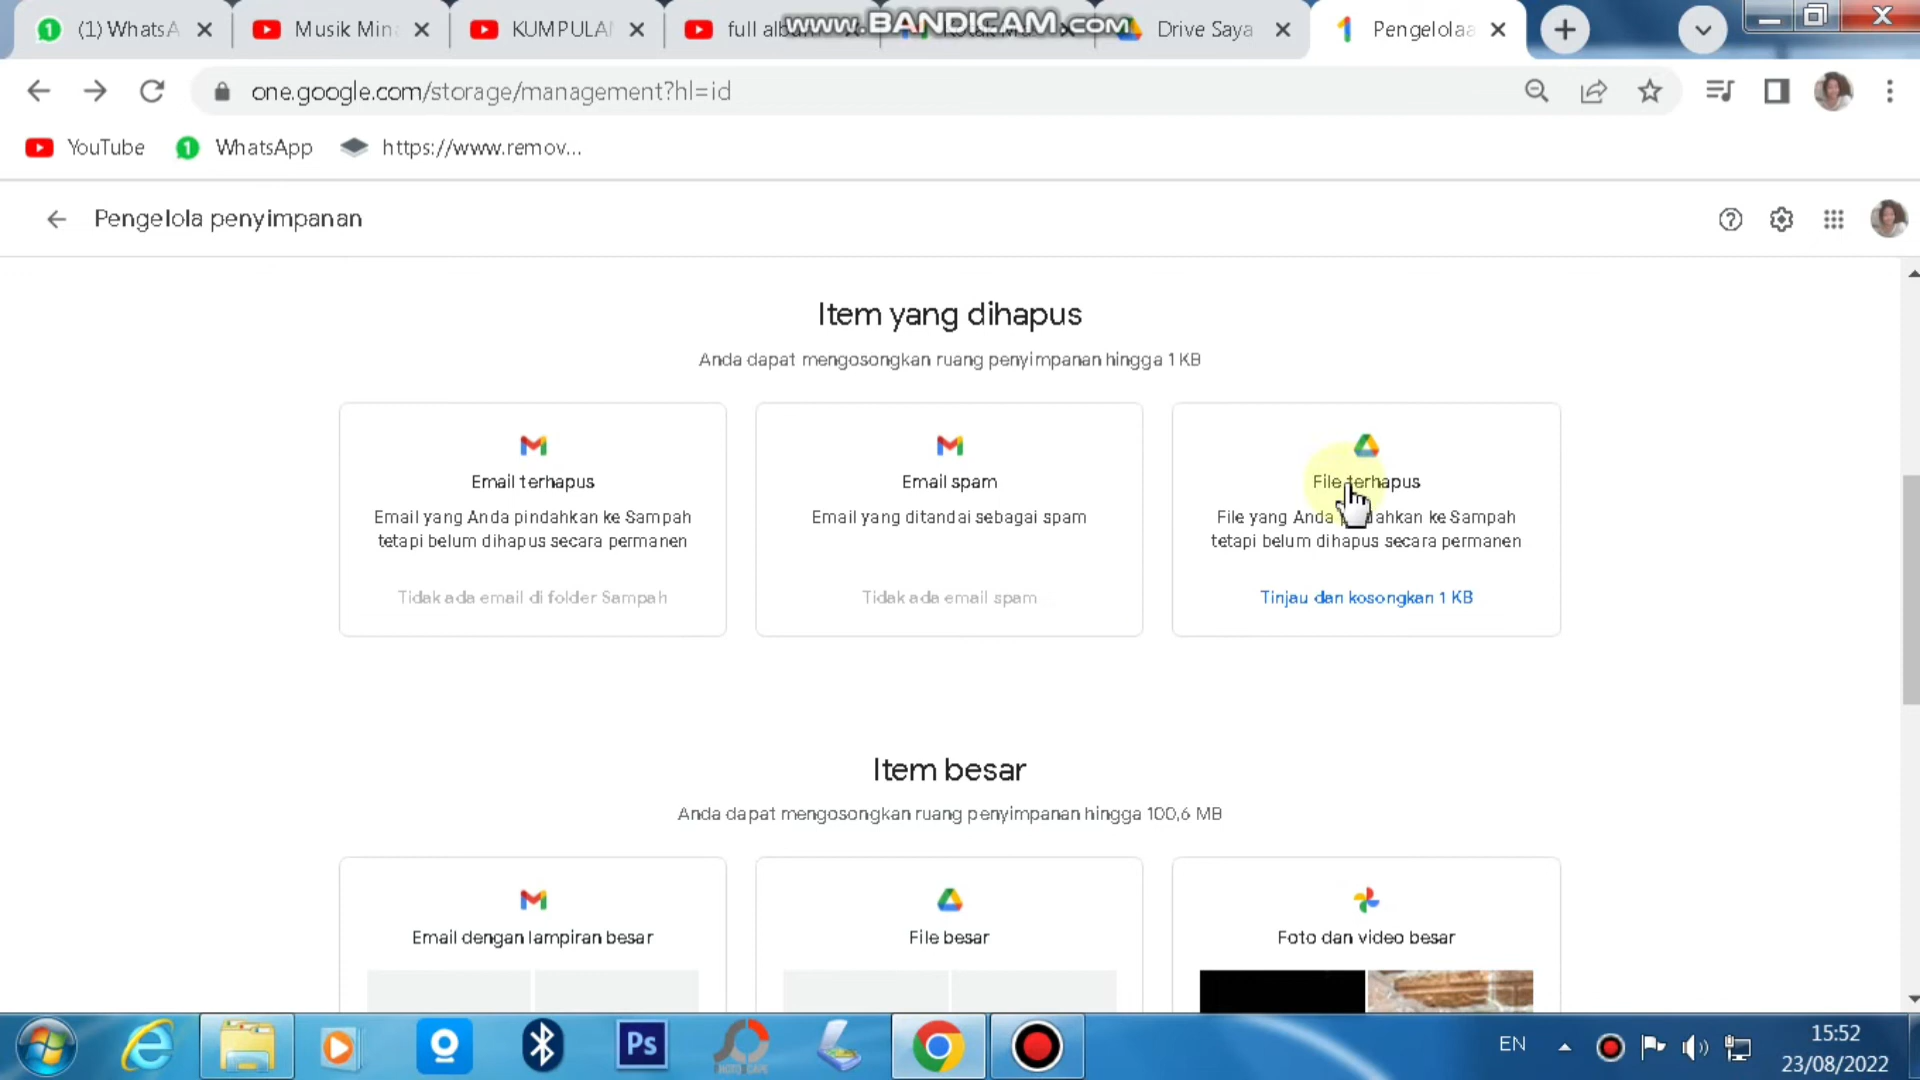 (1) WhatsA
Musik Min
KUMPULA
full alb
www.BANDICAM.com
Drive Saya
Pengelolaa
one.google.com/storage/management?hl=id
YouTube
1 WhatsApp
https://www.remov...
Pengelola penyimpanan
Item yang dihapus
Anda dapat mengosongkan ruang penyimpanan hingga 1 KB
Email terhapus
Email yang Anda pindahkan ke Sampah
tetapi belum dihapus secara permanen
Tidak ada email di folder Sampah
Email spam
Email yang ditandai sebagai spam
Tidak ada email spam
File terhapus
File yang Anda pindahkan ke Sampah
tetapi belum dihapus secara permanen
Tinjau dan kosongkan 1 KB
Item besar
Anda dapat mengosongkan ruang penyimpanan hingga 100,6 MB
Email dengan lampiran besar
File besar
Foto dan video besar
Ps
EN
15:52
23/08/2022